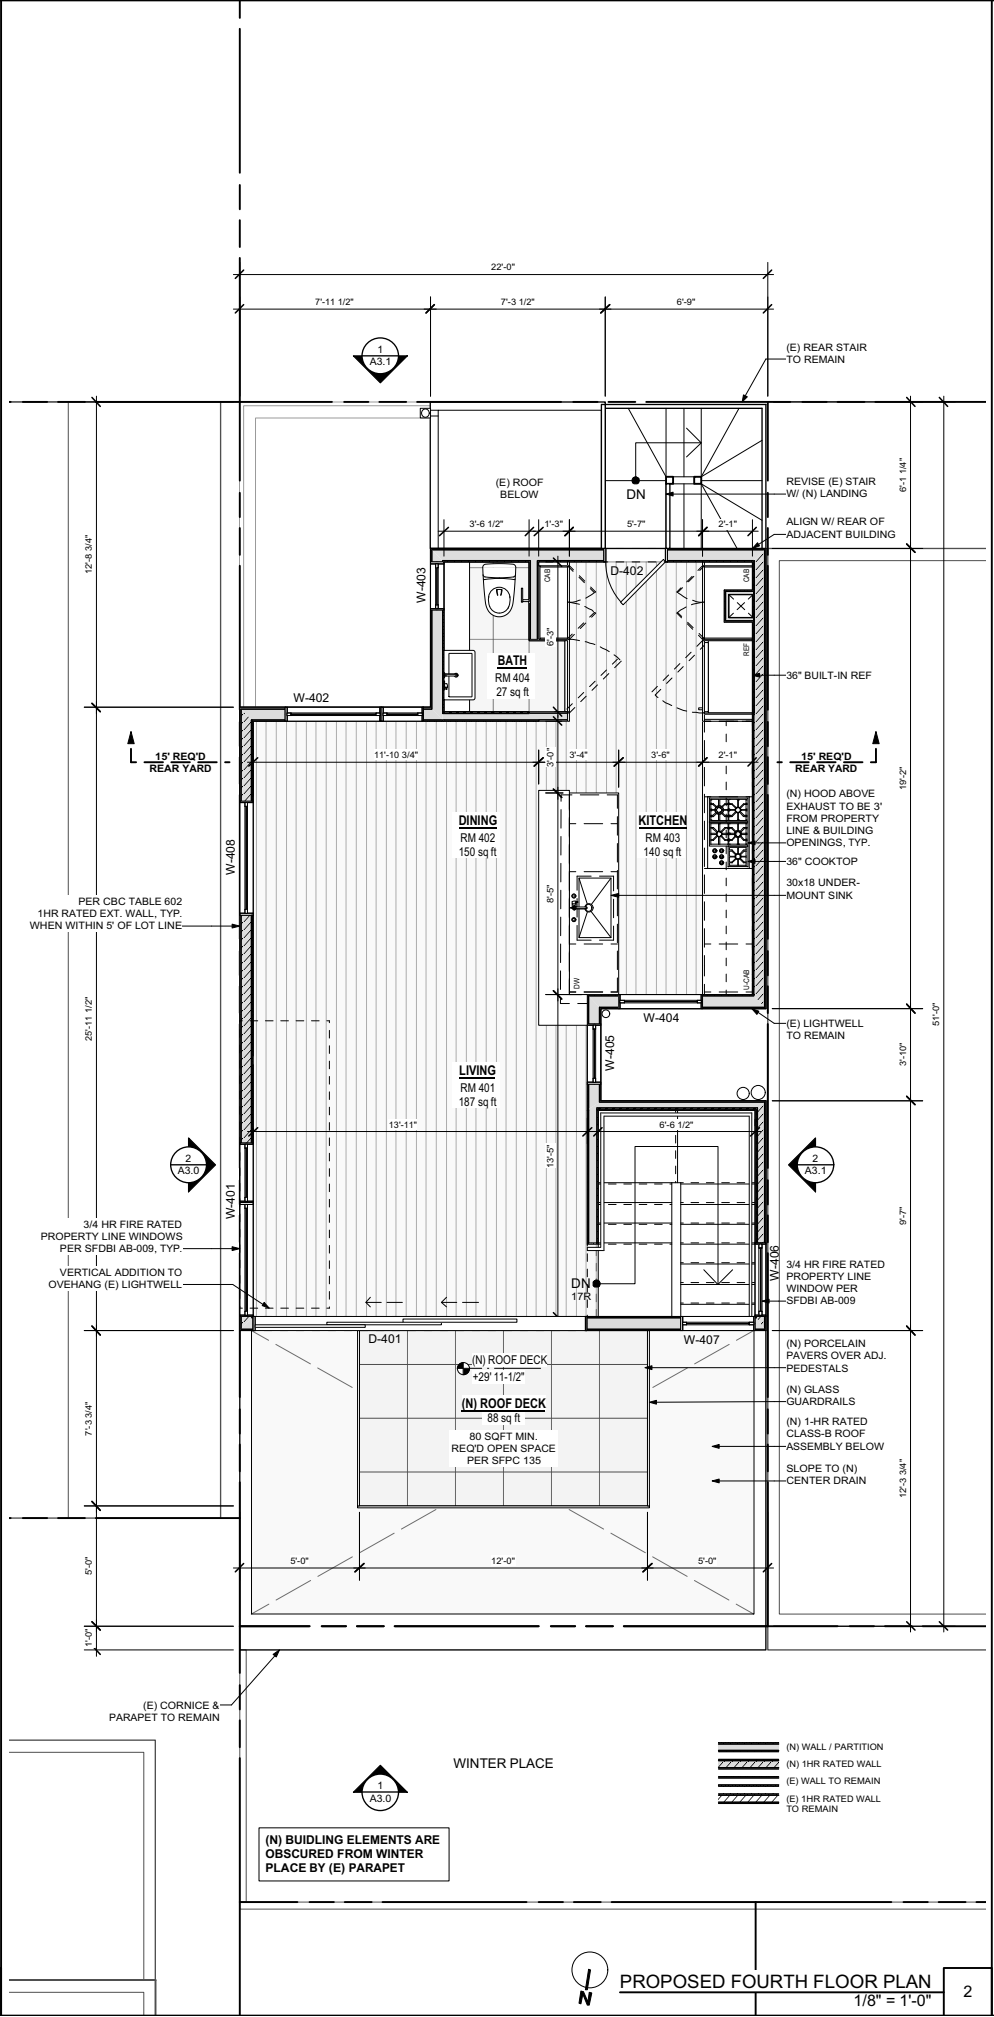 22'-0"
7'-11 1/2"
7'-3 1/2"
6'-9"
1
A3.1
(E) REAR STAIR
TO REMAIN
12'-8 3/4"
6'-1 1/4"
(E) ROOF
BELOW
DN
REVISE (E) STAIR
W/ (N) LANDING
3'-6 1/2"
1'-3"
5'-7"
2'-1"
ALIGN W/ REAR OF
ADJACENT BUILDING
W-403
CAB
D-402
CAB
6'-3"
REF
BATH
RM 404
27 sq ft
36" BUILT-IN REF
W-402
15' REQ'D
REAR YARD
11'-10 3/4"
3'-0"
3'-4"
3'-6"
2'-1"
15' REQ'D
REAR YARD
19'-2"
(N) HOOD ABOVE
EXHAUST TO BE 3'
FROM PROPERTY
LINE & BUILDING
OPENINGS, TYP.
DINING
RM 402
150 sq ft
KITCHEN
RM 403
140 sq ft
W-408
36" COOKTOP
30x18 UNDER-
MOUNT SINK
8'-5"
PER CBC TABLE 602
1HR RATED EXT. WALL, TYP.
WHEN WITHIN 5' OF LOT LINE
DW
U-CAB
25'-11 1/2"
51'-0"
W-404
(E) LIGHTWELL
TO REMAIN
W-405
3'-10"
LIVING
RM 401
187 sq ft
13'-11"
6'-6 1/2"
13'-5"
2
A3.0
2
A3.1
W-401
9'-7"
3/4 HR FIRE RATED
PROPERTY LINE WINDOWS
PER SFDBI AB-009, TYP.
VERTICAL ADDITION TO
OVEHANG (E) LIGHTWELL
W-406
3/4 HR FIRE RATED
PROPERTY LINE
WINDOW PER
SFDBI AB-009
DN
17R
D-401
W-407
(N) PORCELAIN
PAVERS OVER ADJ.
PEDESTALS
(N) ROOF DECK
+29' 11-1/2"
(N) ROOF DECK
88 sq ft
80 SQFT MIN.
REQ'D OPEN SPACE
PER SFPC 135
(N) GLASS
GUARDRAILS
(N) 1-HR RATED
CLASS-B ROOF
ASSEMBLY BELOW
SLOPE TO (N)
CENTER DRAIN
7'-3 3/4"
12'-3 3/4"
5'-0"
12'-0"
5'-0"
5'-0"
1'-0"
(E) CORNICE &
PARAPET TO REMAIN
WINTER PLACE
1
A3.0
(N) WALL / PARTITION
(N) 1HR RATED WALL
(E) WALL TO REMAIN
(E) 1HR RATED WALL
TO REMAIN
(N) BUIDLING ELEMENTS ARE
OBSCURED FROM WINTER
PLACE BY (E) PARAPET
N
PROPOSED FOURTH FLOOR PLAN
1/8" = 1'-0"
2